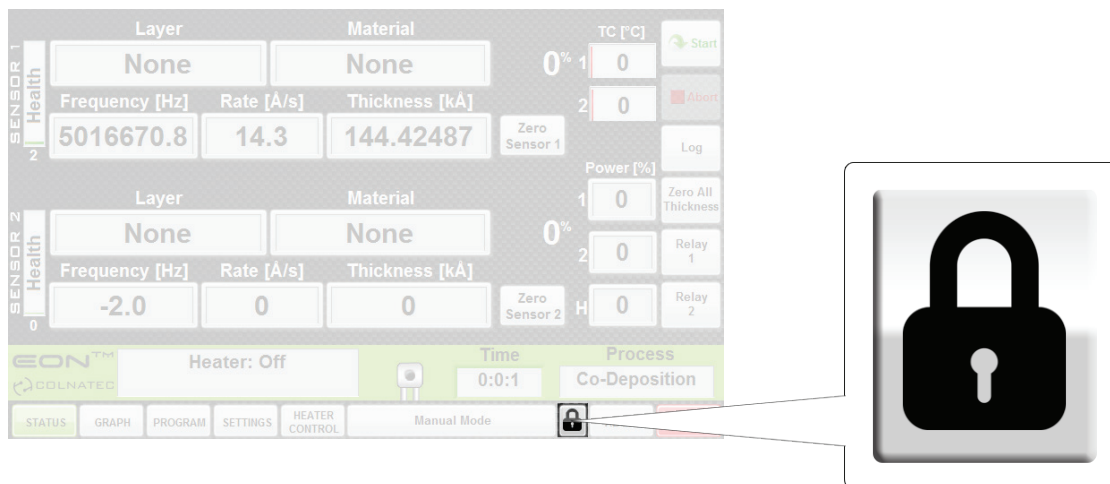 Layer Material TC [°C]
Start
SENSOR 1
Health
2
None None 0% 1 0
Frequency [Hz] Rate [Å/s] Thickness [kÅ] 2 0 Abort
5016670.8 14.3 144.42487 Zero Sensor 1
Log
Power [%]
Layer Material 1 0 Zero All Thickness
SENSOR 2
Health
0
None None 0% 2 0 Relay 1
Frequency [Hz] Rate [Å/s] Thickness [kÅ]
-2.0 0 0 Zero Sensor 2 H 0 Relay 2
EON™ Heater: Off Time Process
COLNATEC 0:0:1 Co-Deposition
STATUS GRAPH PROGRAM SETTINGS HEATER CONTROL Manual Mode